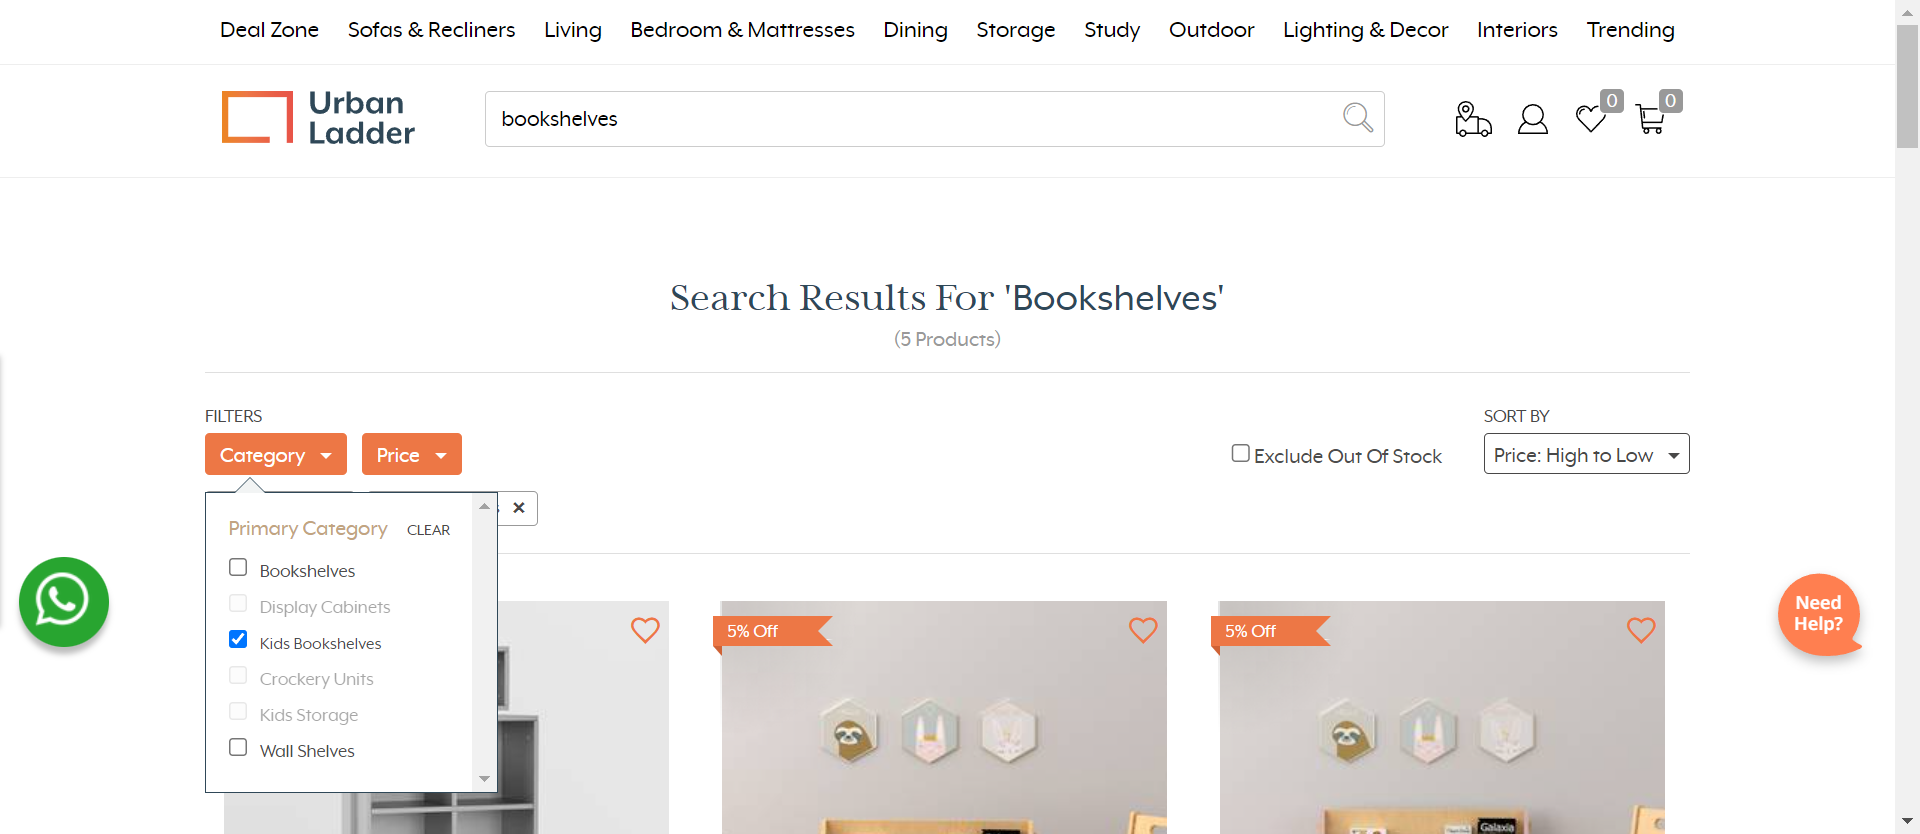 Deal Zone Sofas & Recliners Living Bedroom & Mattresses Dining Storage Study Outdoor Lighting & Decor Interiors Trending
Urban
Ladder
bookshelves
0
0
Search Results For 'Bookshelves'
(5 Products)
FILTERS
SORT BY
Category
Price
Exclude Out Of Stock
Price: High to Low
Primary Category CLEAR
Bookshelves
Display Cabinets
Kids Bookshelves
Crockery Units
Kids Storage
Wall Shelves
5% Off
5% Off
Need
Help?
Galaxia
Galaxia